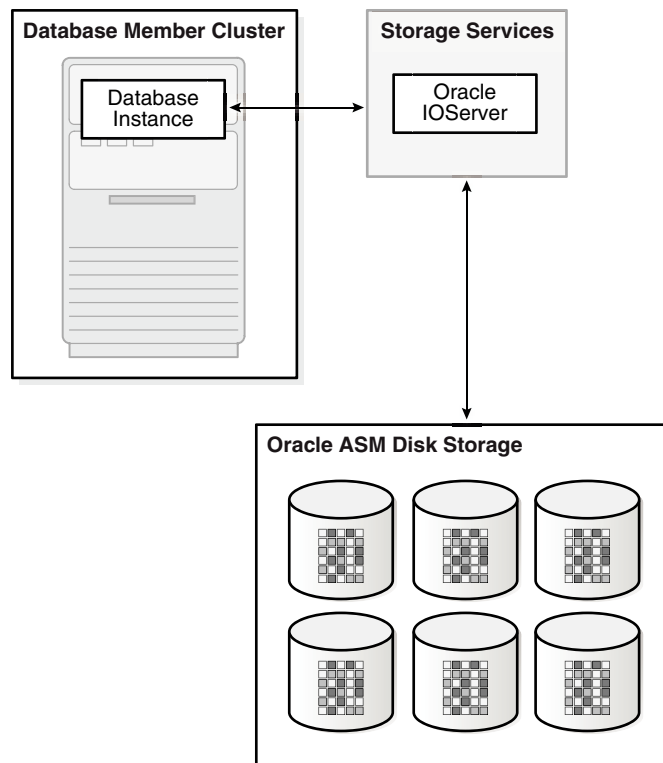 Database Member Cluster
Database
Instance
Storage Services
Oracle
IOServer
Oracle ASM Disk Storage